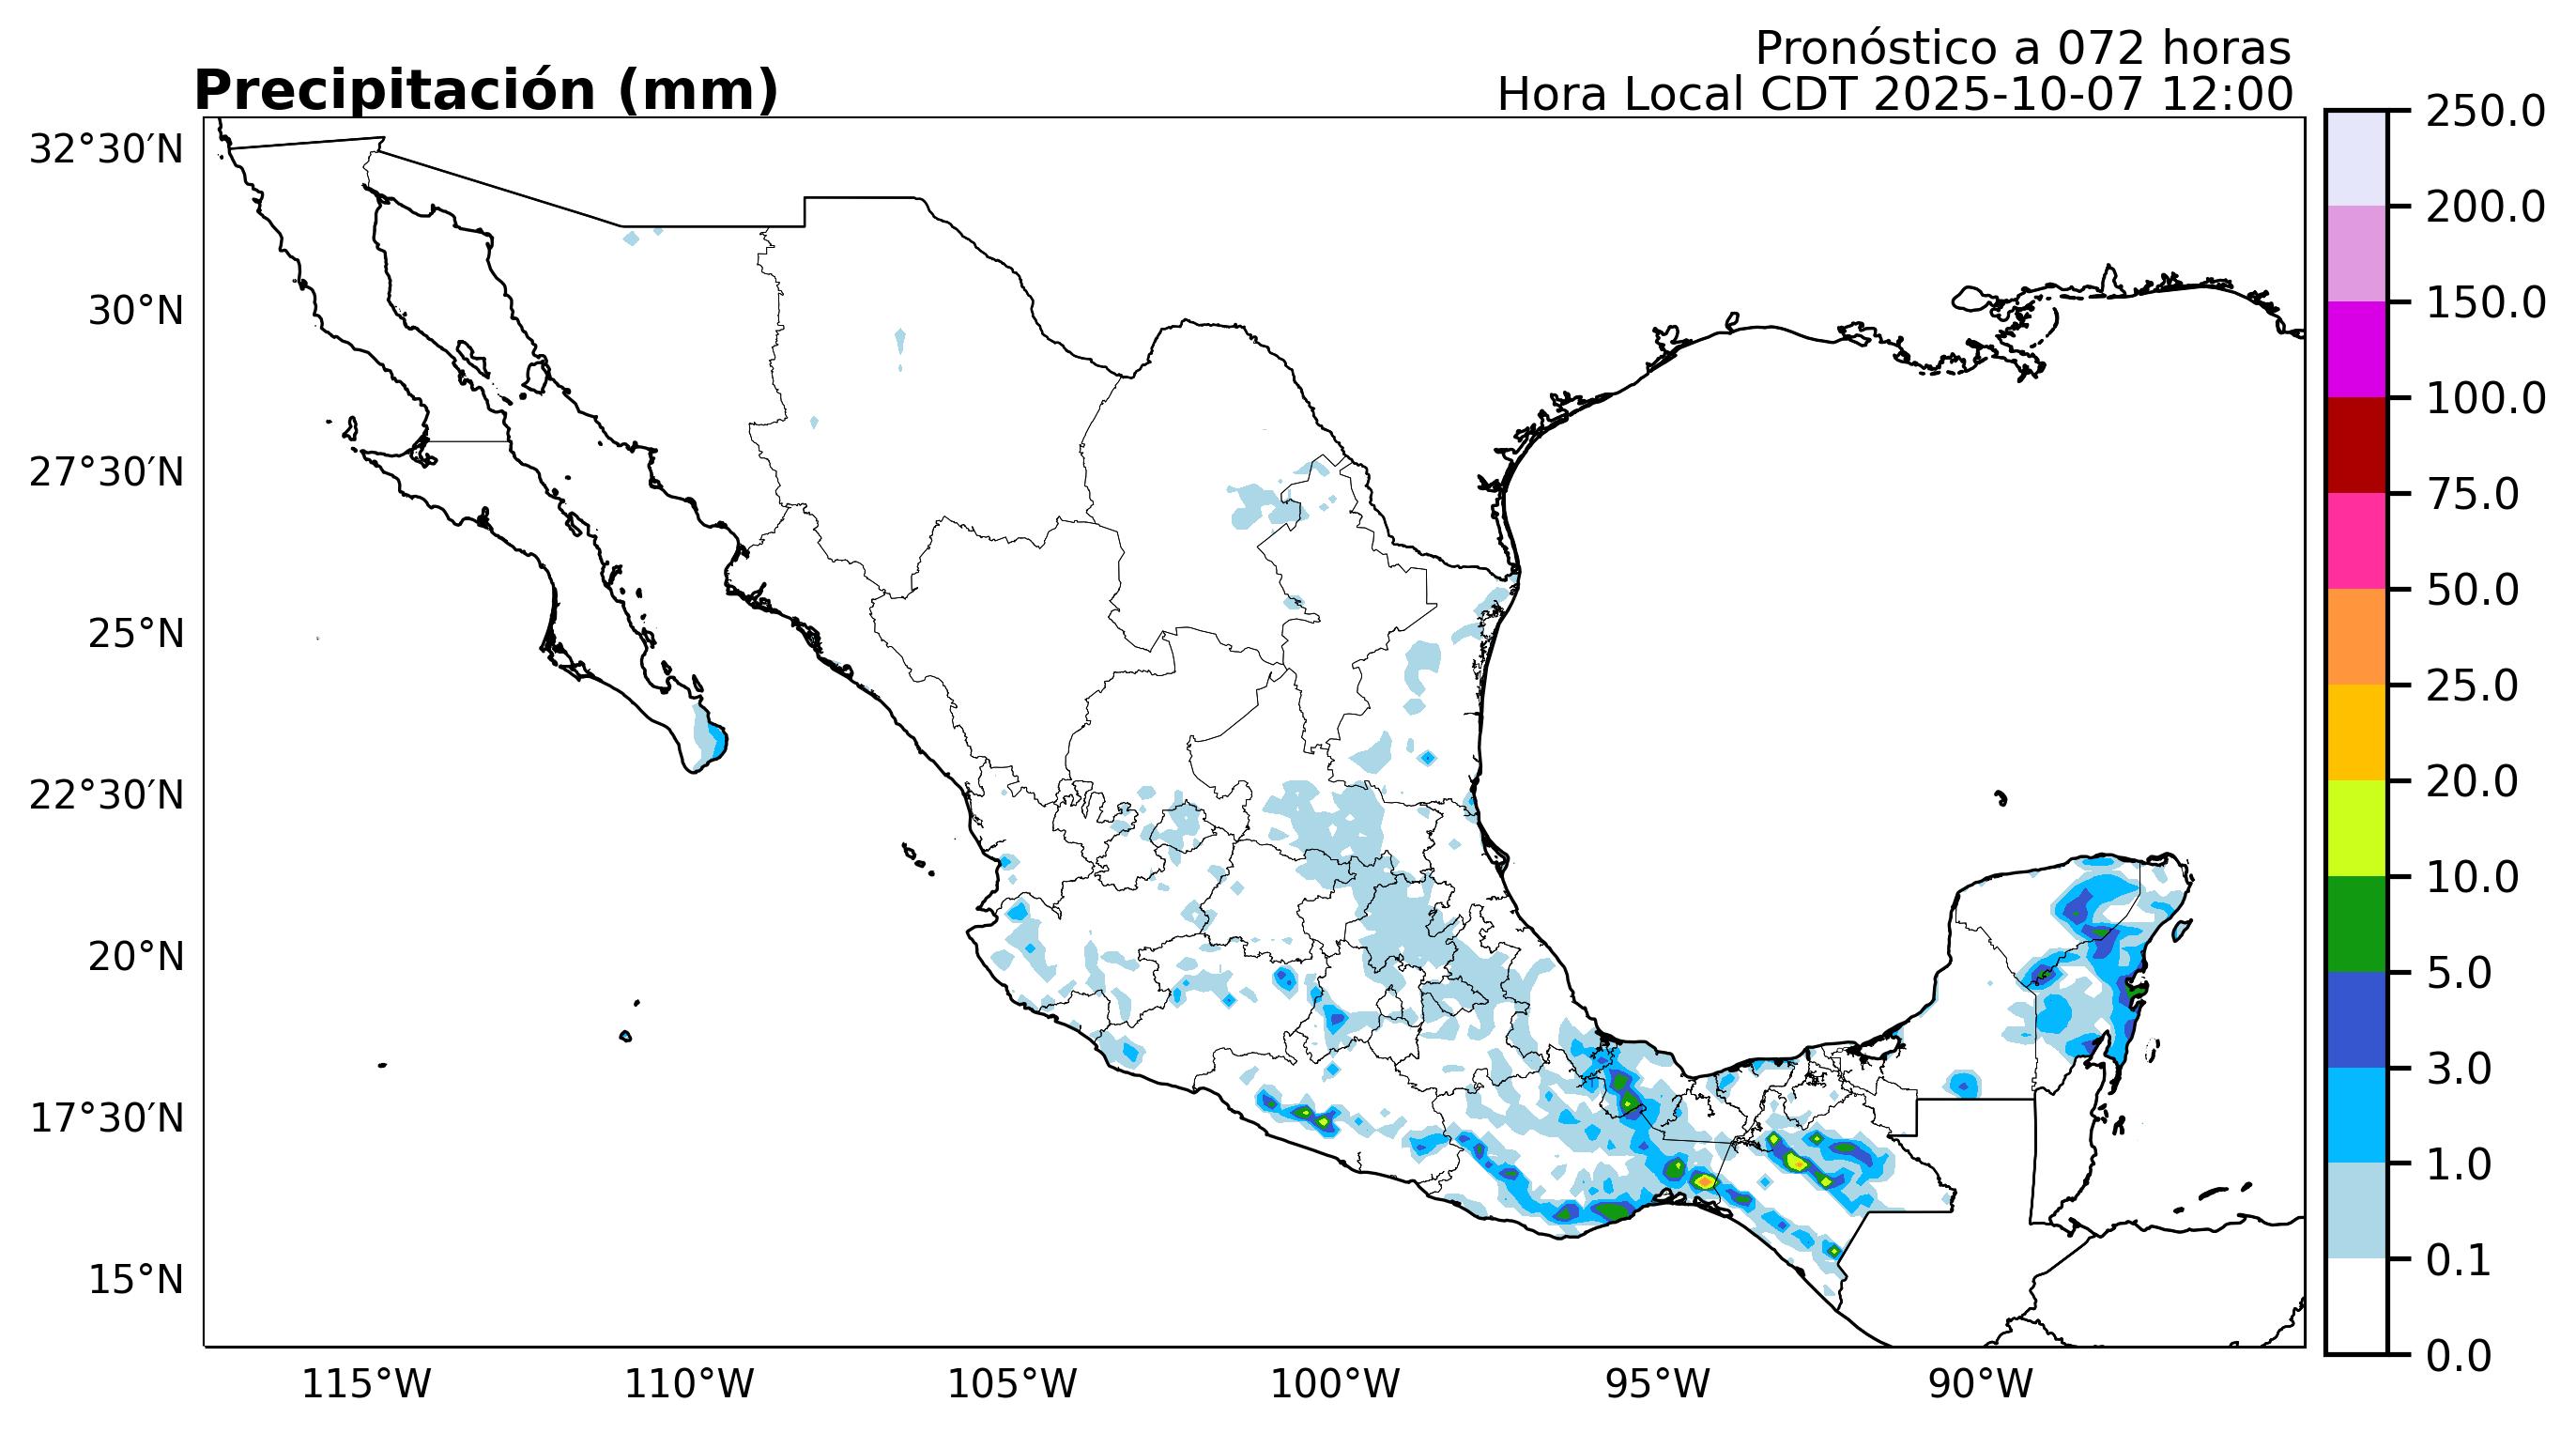 Pronóstico a 072 horas
Precipitación (mm)
Hora Local CDT 2025-10-07 12:00
32°30′N
30°N
27°30′N
25°N
22°30′N
20°N
17°30′N
15°N
115°W
110°W
105°W
100°W
95°W
90°W
250.0
200.0
150.0
100.0
75.0
50.0
25.0
20.0
10.0
5.0
3.0
1.0
0.1
0.0